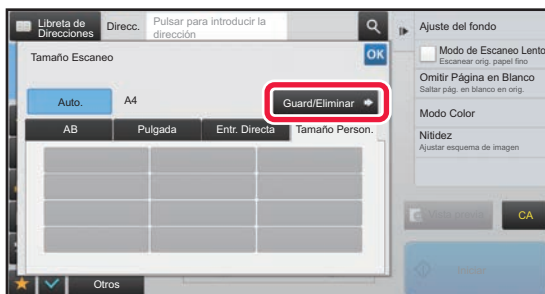 Libreta de
Direcciones
Direcc.
Pulsar para introducir la
dirección
Tamaño Escaneo
OK
Auto.
A4
Guard/Eliminar
AB
Pulgada
Entr. Directa
Tamaño Person.
Otros
Ajuste del fondo
Modo de Escaneo Lento
Escanear orig. papel fino
Omitir Página en Blanco
Saltar pág. en blanco en orig.
Modo Color
Nitidez
Ajustar esquema de imagen
CA